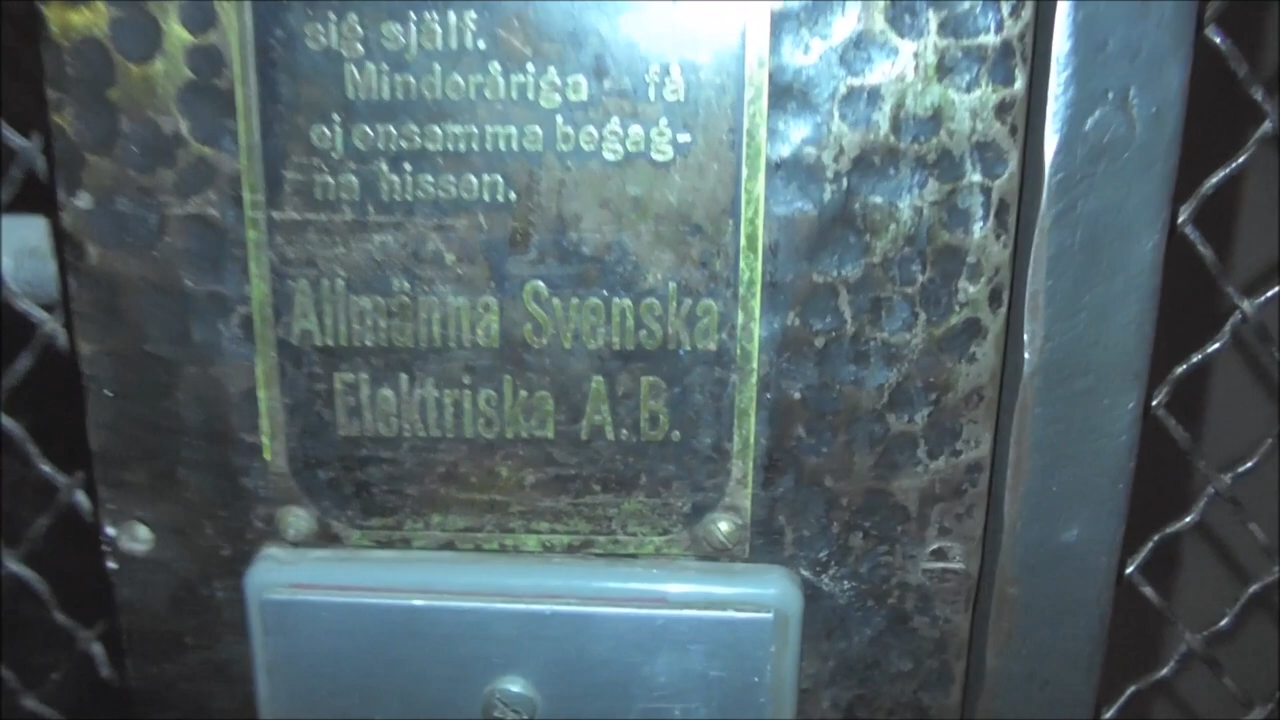 sig själf.
Minderåriga få
ej ensamma begag-
na hissen.
Allmänna Svenska
Elektriska A.B.